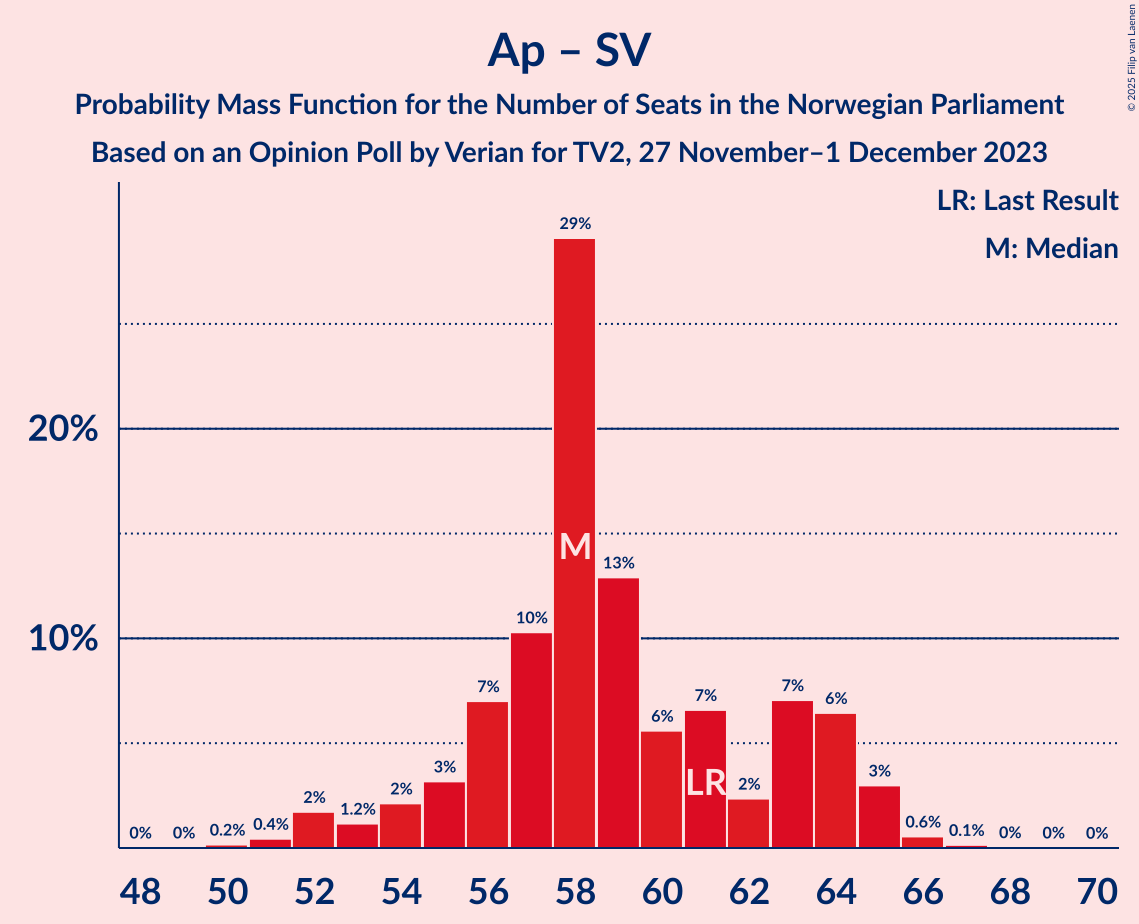 Ap – SV
Probability Mass Function for the Number of Seats in the Norwegian Parliament
Based on an Opinion Poll by Verian for TV2, 27 November–1 December 2023
© 2025 Filip van Laenen
LR: Last Result
M: Median
20%
10%
0% 0% 0.2% 0.4% 2% 1.2% 2% 3% 7% 10% 29% 13% 6% 7% 2% 7% 6% 3% 0.6% 0.1% 0% 0% 0%
M
LR
48 50 52 54 56 58 60 62 64 66 68 70